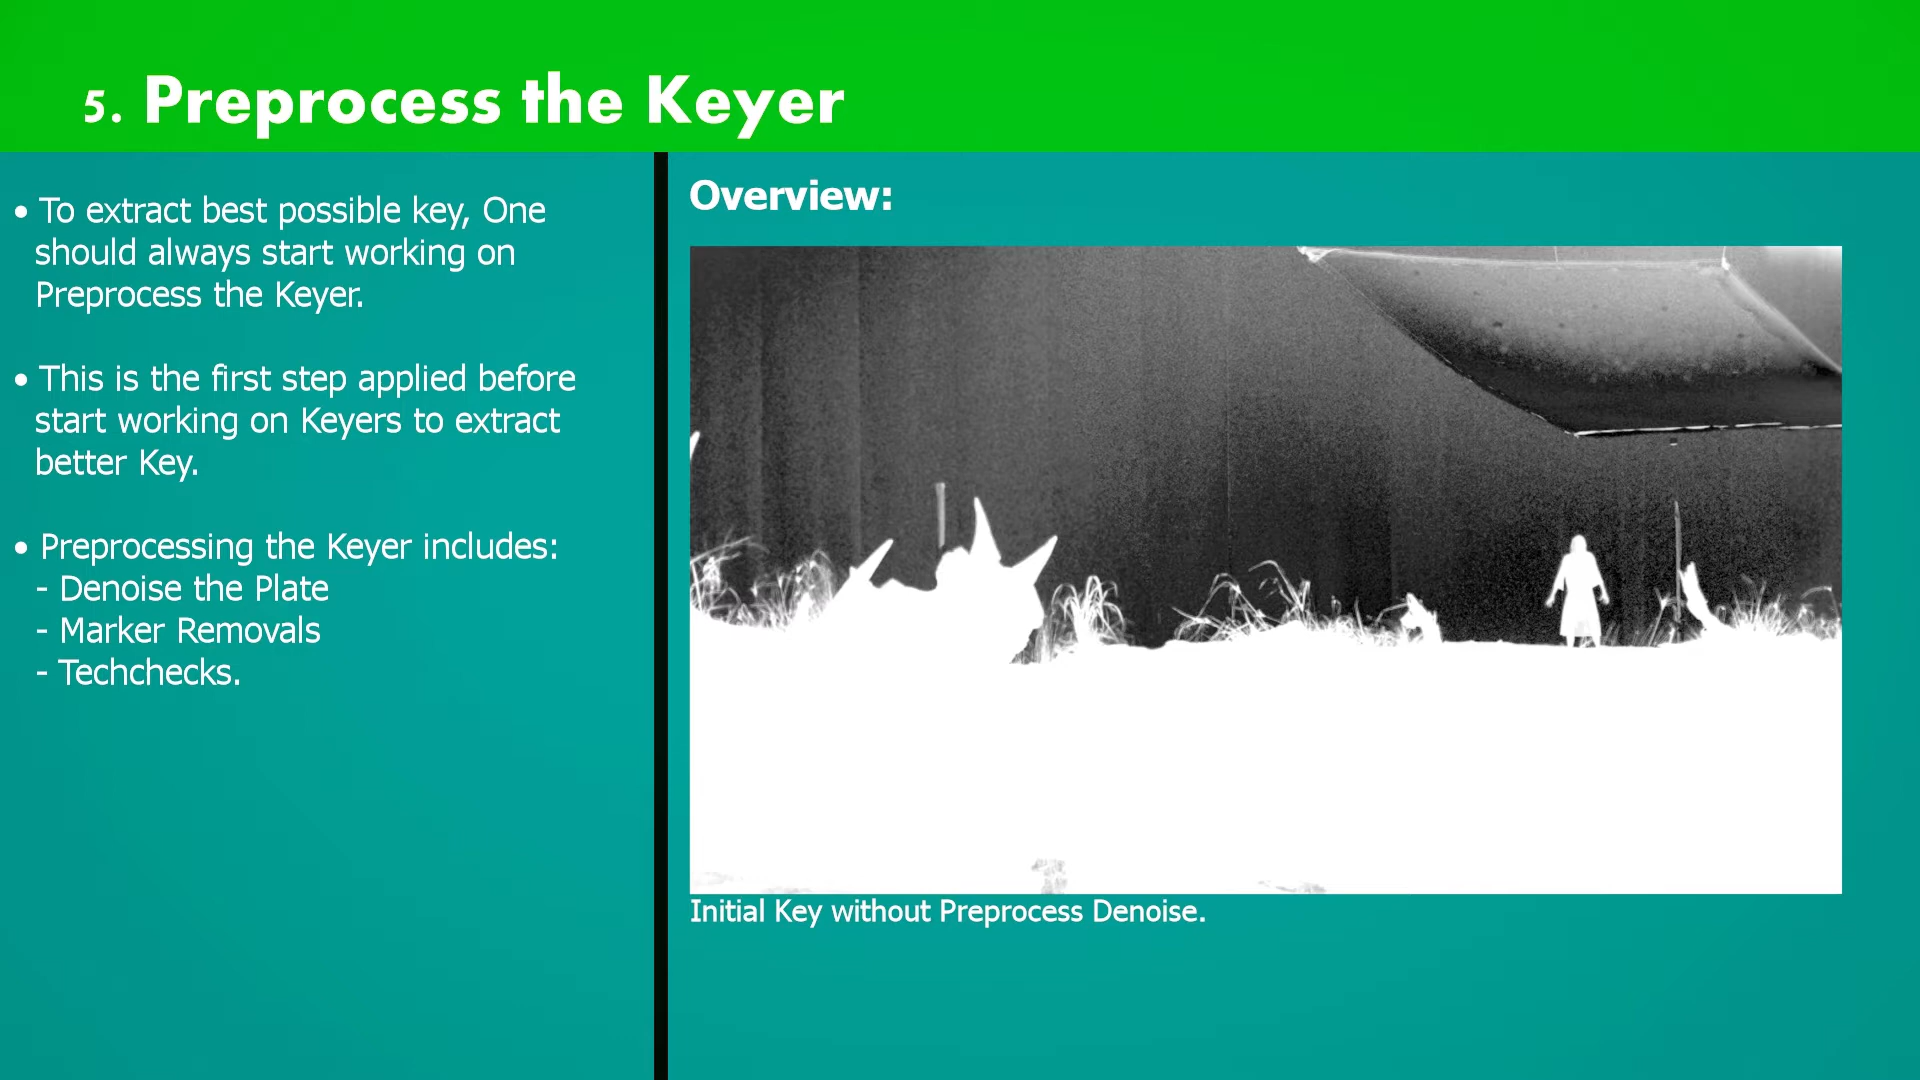 5. Preprocess the Keyer
• To extract best possible key, One
should always start working on
Preprocess the Keyer.
• This is the first step applied before
start working on Keyers to extract
better Key.
• Preprocessing the Keyer includes:
- Denoise the Plate
- Marker Removals
- Techchecks.
Overview:
Initial Key without Preprocess Denoise.